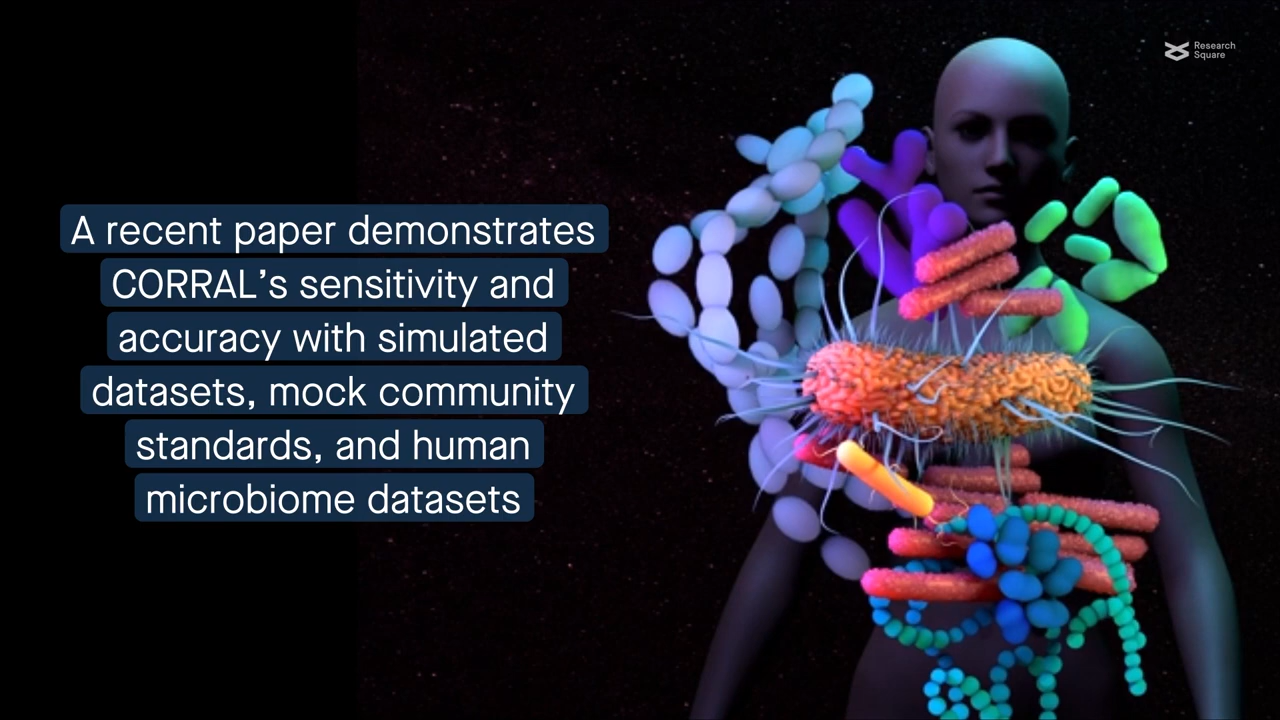 Research
Square
A recent paper demonstrates
CORRAL’s sensitivity and
accuracy with simulated
datasets, mock community
standards, and human
microbiome datasets